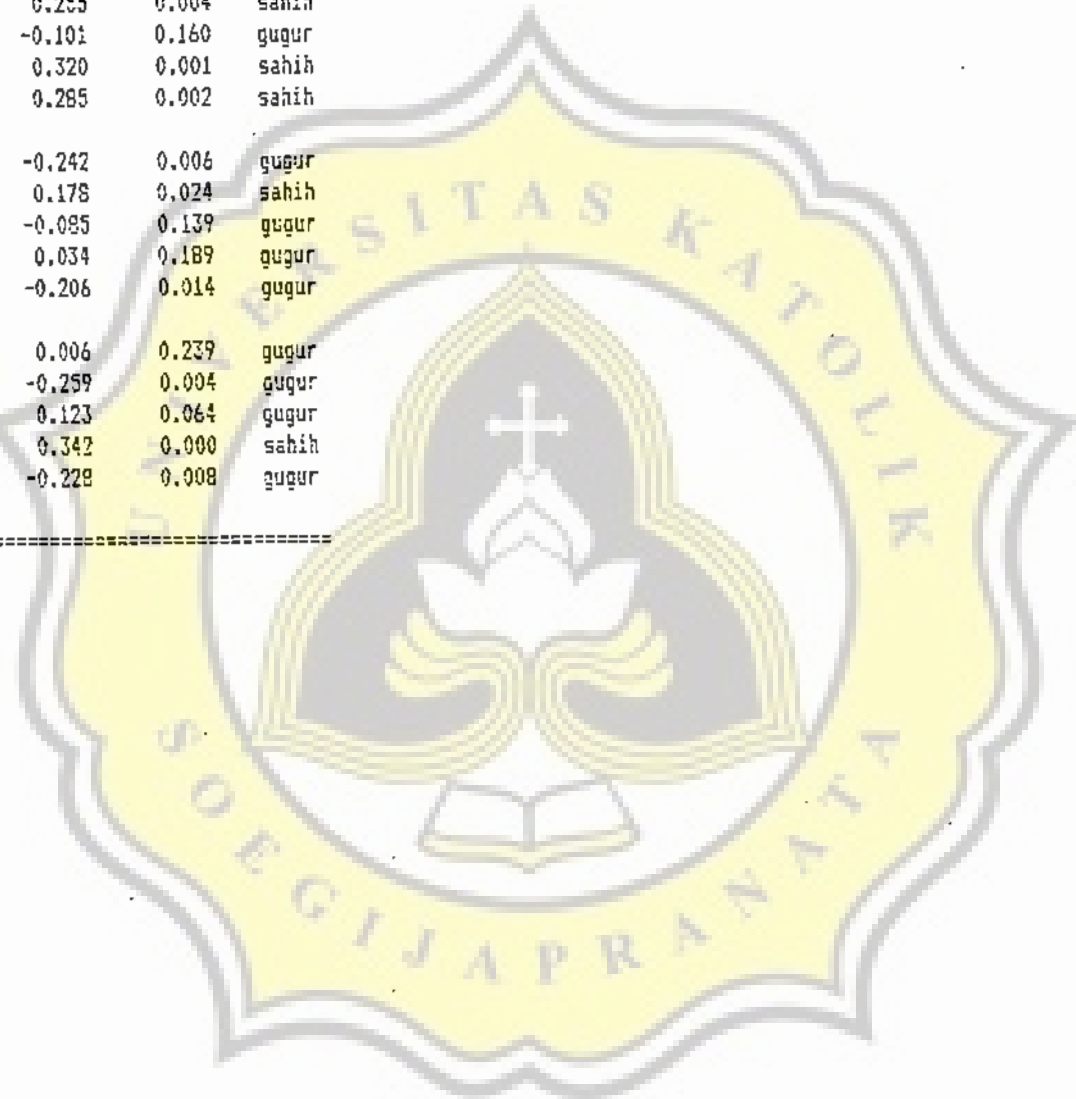 0.004 sahih
-0.101 0.160 gugur
0.320 0.001 sahih
0.285 0.002 sahih
-0.242 0.006 gugur
0.178 0.024 sahih
-0.085 0.139 gugur
0.034 0.189 gugur
-0.206 0.014 gugur
0.006 0.239 gugur
-0.259 0.004 gugur
0.123 0.064 gugur
0.342 0.000 sahih
-0.228 0.008 gugur
================================
UNIVERSITAS KATOLIK
SOEGIJAPRANATA